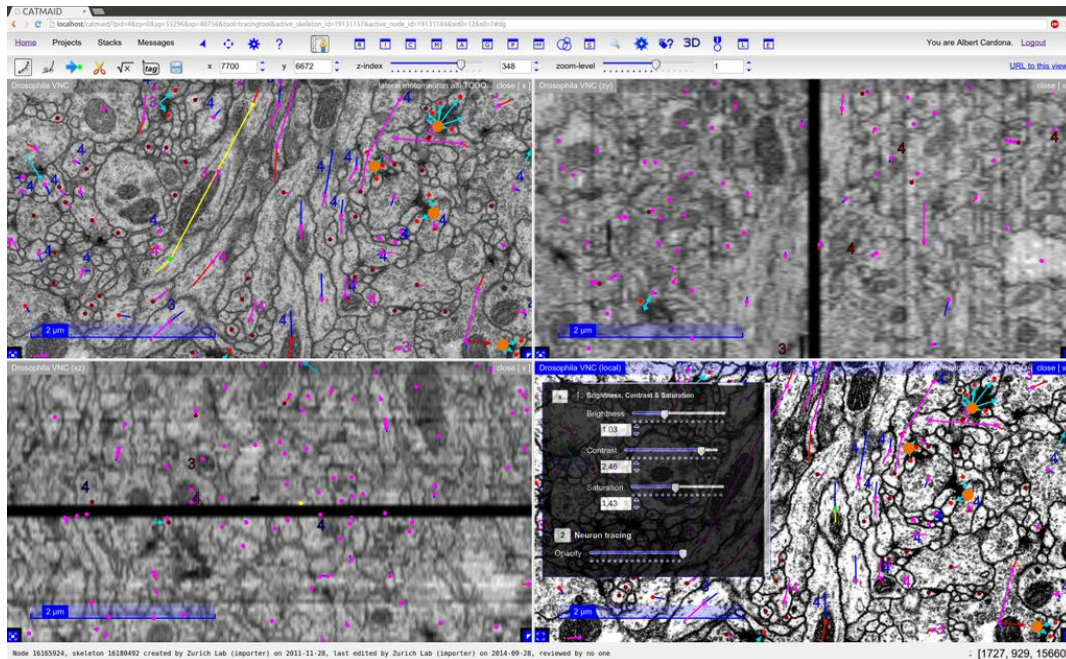 CATMAID
localhost/catmaid/?pid=4&zp=0&yp=55296&xp=40756&tool=tracingtool&active_skeleton_id=19131157&active_node_id=19131144&sid0=12&s0=1#dg
Home Projects Stacks Messages ? R I C M A G P S ? 3D L E You are Albert Cardona. Logout
√x tag x 7700 y 6672 z-index 348 zoom-level 1 URL to this view
Drosophila VNC close [ x ]
Drosophila VNC (zy) close [ x ]
2 µm
2 µm
Drosophila VNC (xz) close [ x ]
Drosophila VNC (local) close [ x ]
1. Brightness, Contrast & Saturation
Brightness
1.03
Contrast
2.46
Saturation
1.43
2 Neuron tracing
Opacity
2 µm
2 µm
Node 16165924, skeleton 16180492 created by Zurich Lab (importer) on 2011-11-28, last edited by Zurich Lab (importer) on 2014-09-28, reviewed by no one
: [1727, 929, 15660